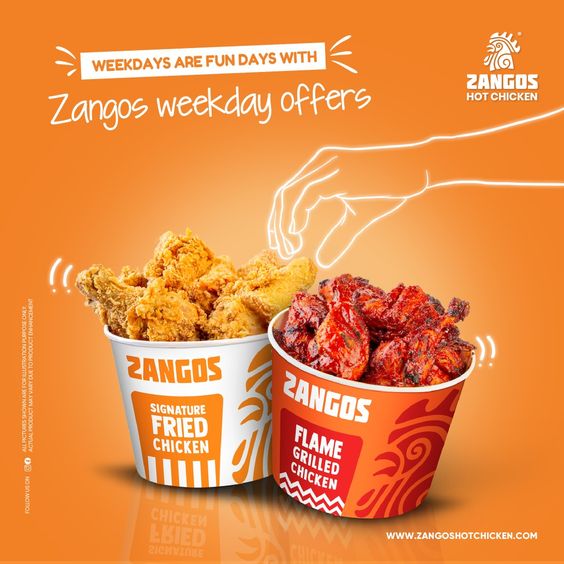 WEEKDAYS ARE FUN DAYS WITH
Zangos weekday offers
ZANGOS
HOT CHICKEN
ZANGOS
SIGNATURE
FRIED
CHICKEN
ZANGOS
FLAME
GRILLED
CHICKEN
ALL PICTURES SHOWN ARE FOR ILLUSTRATION PURPOSE ONLY.
ACTUAL PRODUCT MAY VARY DUE TO PRODUCT ENHANCEMENT
FOLLOW US ON
WWW.ZANGOSHOTCHICKEN.COM